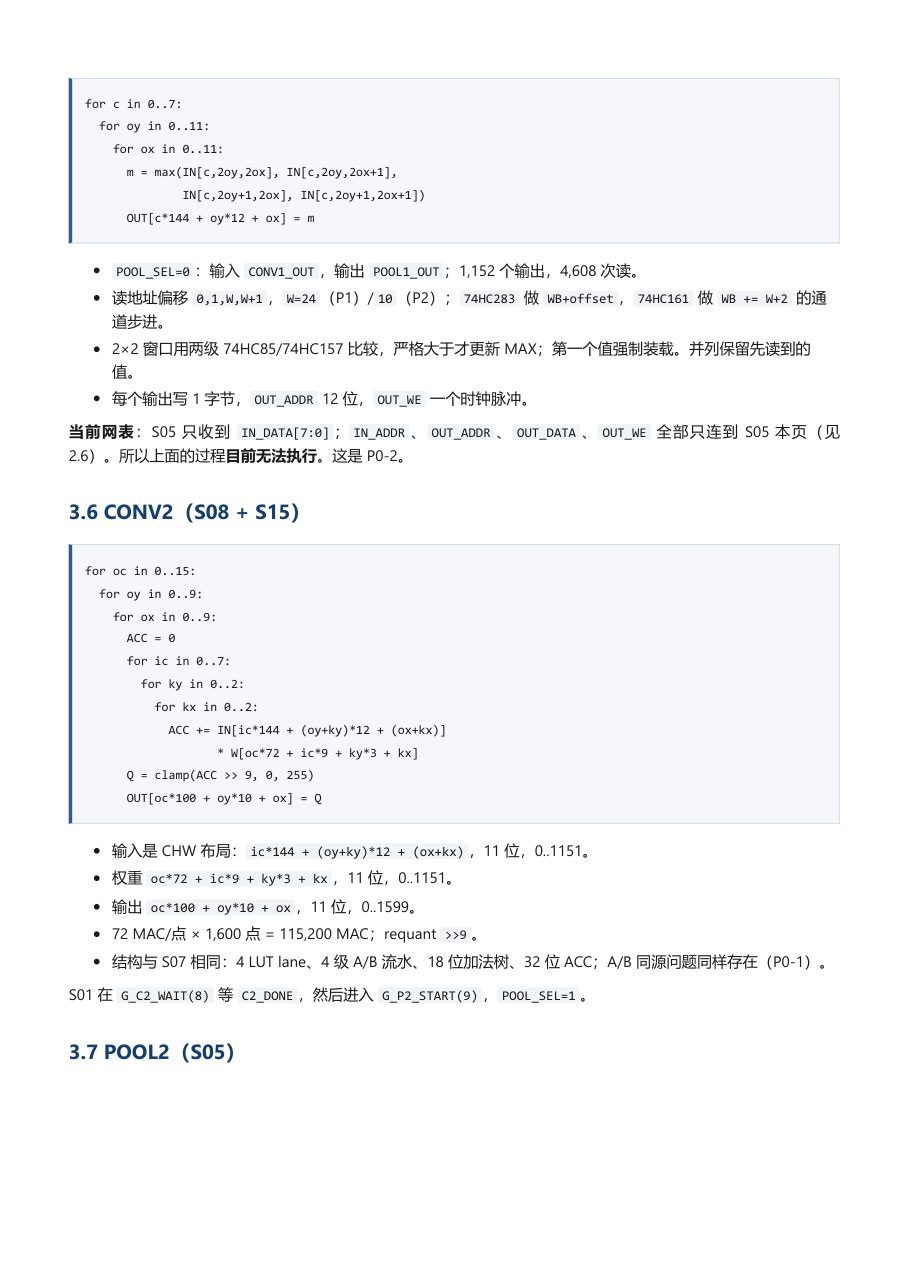 for c in 0..7:
  for oy in 0..11:
    for ox in 0..11:
      m = max(IN[c,2oy,2ox], IN[c,2oy,2ox+1],
              IN[c,2oy+1,2ox], IN[c,2oy+1,2ox+1])
      OUT[c*144 + oy*12 + ox] = m
• POOL_SEL=0：输入 CONV1_OUT，输出 POOL1_OUT；1,152 个输出，4,608 次读。
• 读地址偏移 0,1,W,W+1，W=24（P1）/ 10（P2）；74HC283 做 WB+offset，74HC161 做 WB += W+2 的通
道步进。
• 2×2 窗口用两级 74HC85/74HC157 比较，严格大于才更新 MAX；第一个值强制装载。并列保留先读到的
值。
• 每个输出写 1 字节，OUT_ADDR 12 位，OUT_WE 一个时钟脉冲。
当前网表：S05 只收到 IN_DATA[7:0]；IN_ADDR、OUT_ADDR、OUT_DATA、OUT_WE 全部只连到 S05 本页（见
2.6）。所以上面的过程目前无法执行。这是 P0-2。
3.6 CONV2（S08 + S15）
for oc in 0..15:
  for oy in 0..9:
    for ox in 0..9:
      ACC = 0
      for ic in 0..7:
        for ky in 0..2:
          for kx in 0..2:
            ACC += IN[ic*144 + (oy+ky)*12 + (ox+kx)]
                   * W[oc*72 + ic*9 + ky*3 + kx]
      Q = clamp(ACC >> 9, 0, 255)
      OUT[oc*100 + oy*10 + ox] = Q
• 输入是 CHW 布局：ic*144 + (oy+ky)*12 + (ox+kx)，11 位，0..1151。
• 权重 oc*72 + ic*9 + ky*3 + kx，11 位，0..1151。
• 输出 oc*100 + oy*10 + ox，11 位，0..1599。
• 72 MAC/点 × 1,600 点 = 115,200 MAC；requant >>9。
• 结构与 S07 相同：4 LUT lane、4 级 A/B 流水、18 位加法树、32 位 ACC；A/B 同源问题同样存在（P0-1）。
S01 在 G_C2_WAIT(8) 等 C2_DONE，然后进入 G_P2_START(9)，POOL_SEL=1。
3.7 POOL2（S05）